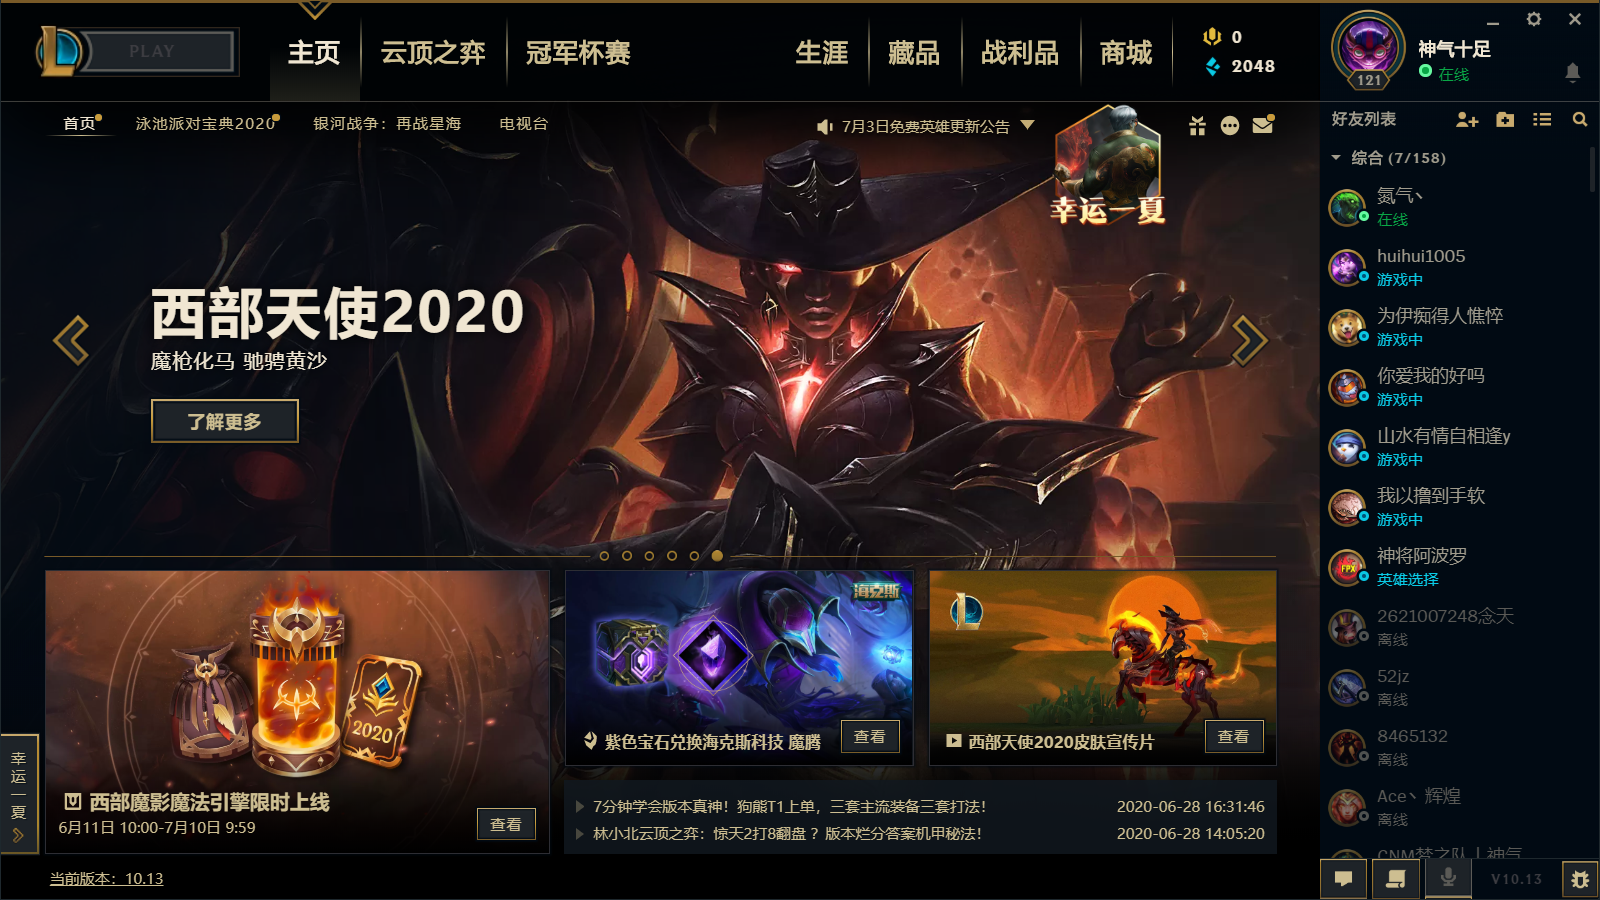 PLAY
主页
云顶之弈
冠军杯赛
生涯
藏品
战利品
商城
0
2048
121
神气十足
在线
首页
泳池派对宝典2020
银河战争：再战星海
电视台
7月3日免费英雄更新公告
幸运一夏
好友列表
综合 (7/158)
氮气丶
在线
huihui1005
游戏中
为伊痴得人憔悴
游戏中
你爱我的好吗
游戏中
山水有情自相逢y
游戏中
我以撸到手软
游戏中
FPX
神将阿波罗
英雄选择
2621007248念天
离线
52jz
离线
8465132
离线
Ace丶辉煌
离线
CNM梦之队丨神气
西部天使2020
魔枪化马 驰骋黄沙
了解更多
幸运一夏
2020
西部魔影魔法引擎限时上线
6月11日 10:00-7月10日 9:59
查看
海克斯
紫色宝石兑换海克斯科技 魔腾
查看
西部天使2020皮肤宣传片
查看
7分钟学会版本真神！狗熊T1上单，三套主流装备三套打法！
2020-06-28 16:31:46
林小北云顶之弈：惊天2打8翻盘？版本烂分答案机甲秘法！
2020-06-28 14:05:20
当前版本：10.13
V10.13